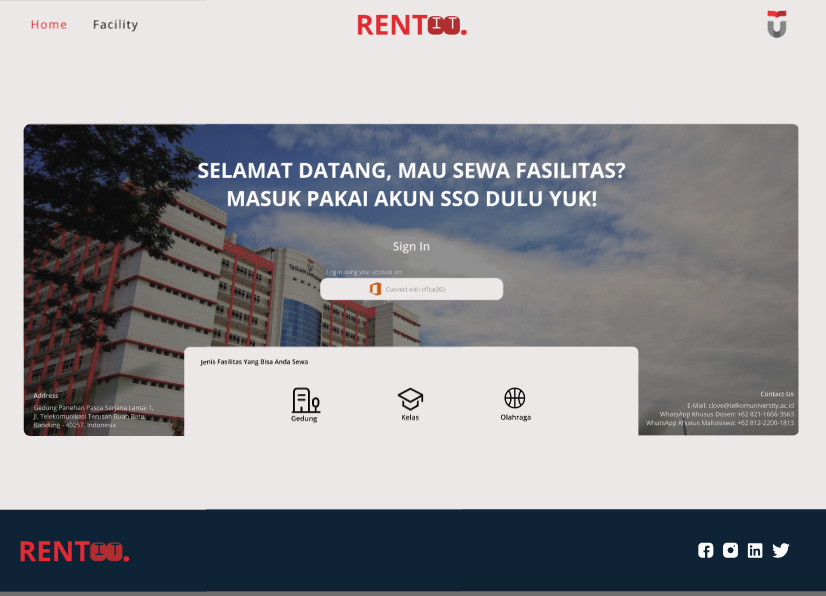 Home
Facility
RENTIT.
SELAMAT DATANG, MAU SEWA FASILITAS?
MASUK PAKAI AKUN SSO DULU YUK!
Sign In
Log in using your account on:
Connect with office365
Jenis Fasilitas Yang Bisa Anda Sewa
Gedung
Kelas
Olahraga
Address
Gedung Panehan Pasca Sarjana Lantai 1,
Jl. Telekomunikasi Terusan Buah Batu,
Bandung - 40257, Indonesia
Contact Us
E-Mail: clove@telkomuniversity.ac.id
WhatsApp Khusus Dosen: +62 821-1666-3563
WhatsApp Khusus Mahasiswa: +62 812-2200-1813
RENTIT.